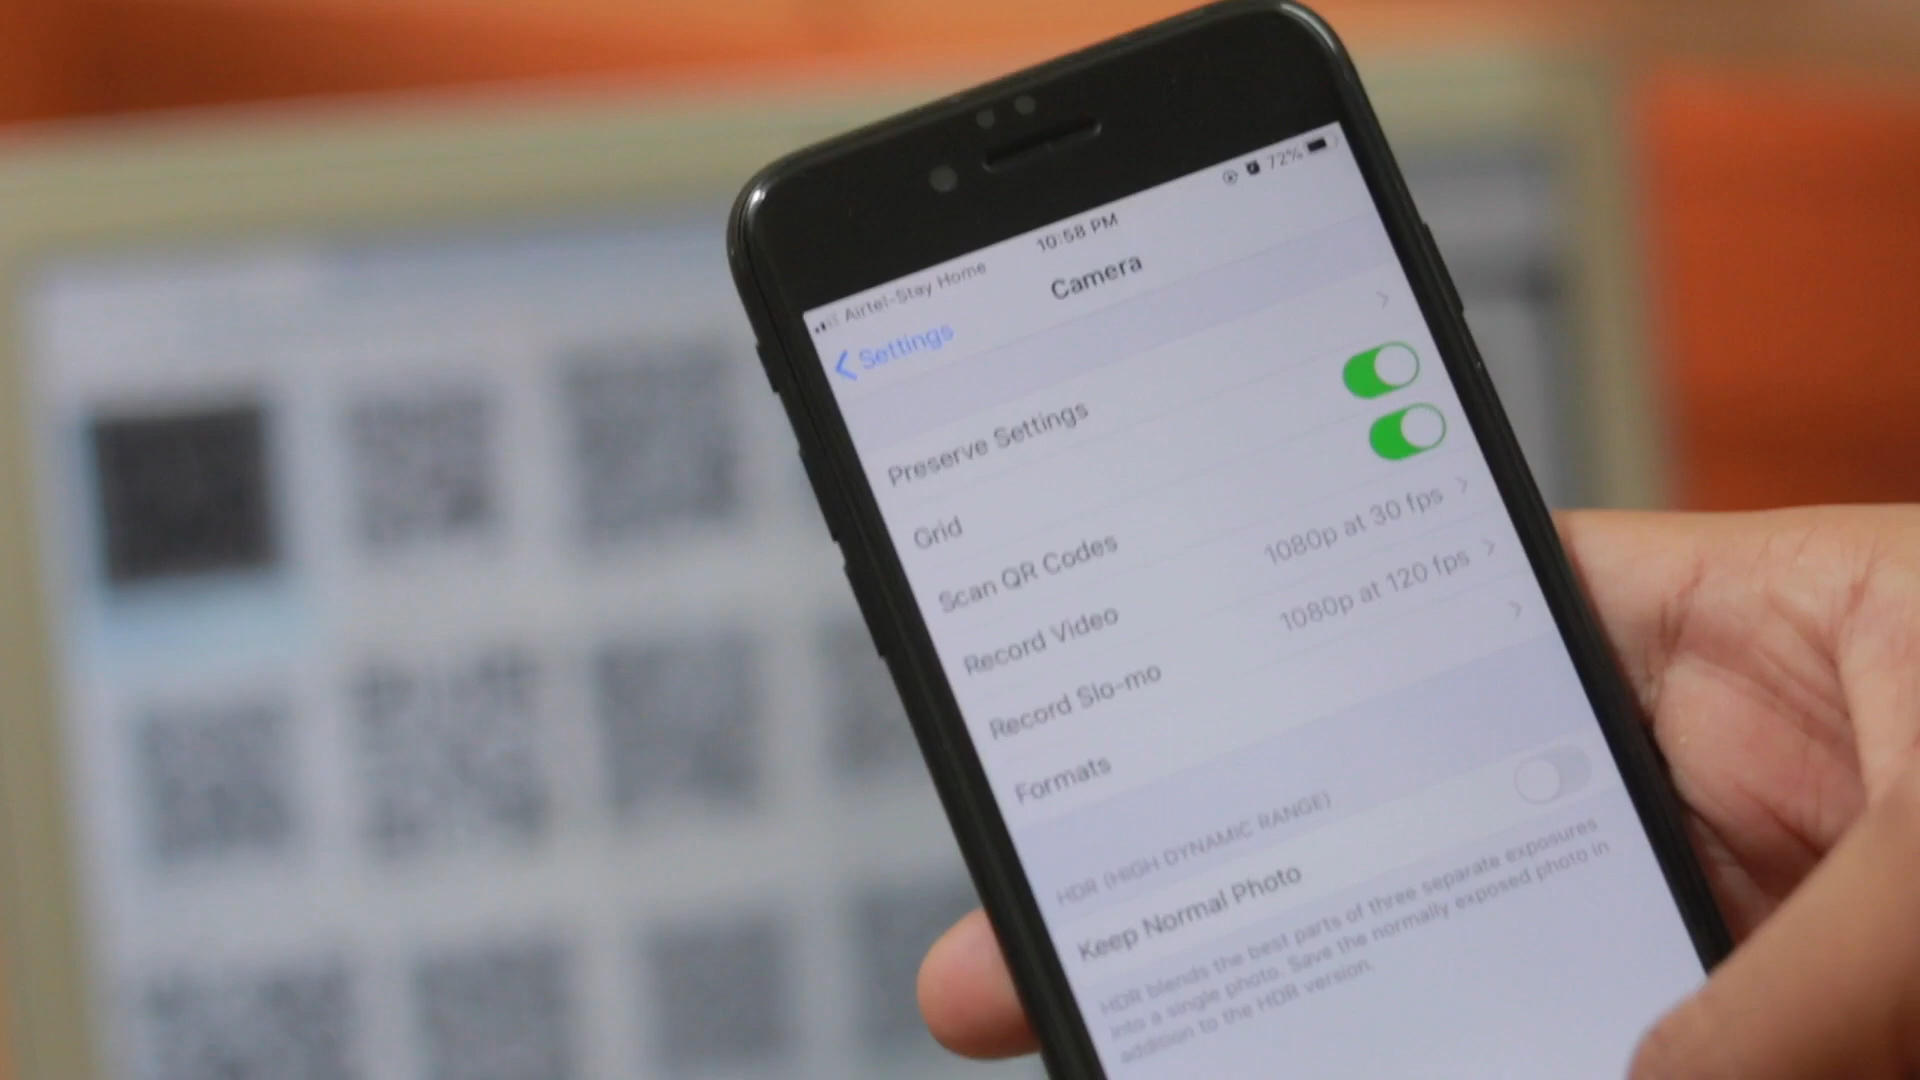 Airtel-Stay Home 10:58 PM 72%
Settings Camera
Preserve Settings
Grid
Scan QR Codes
Record Video 1080p at 30 fps
Record Slo-mo 1080p at 120 fps
Formats
HDR (HIGH DYNAMIC RANGE)
Keep Normal Photo
HDR blends the best parts of three separate exposures
into a single photo. Save the normally exposed photo in
addition to the HDR version.